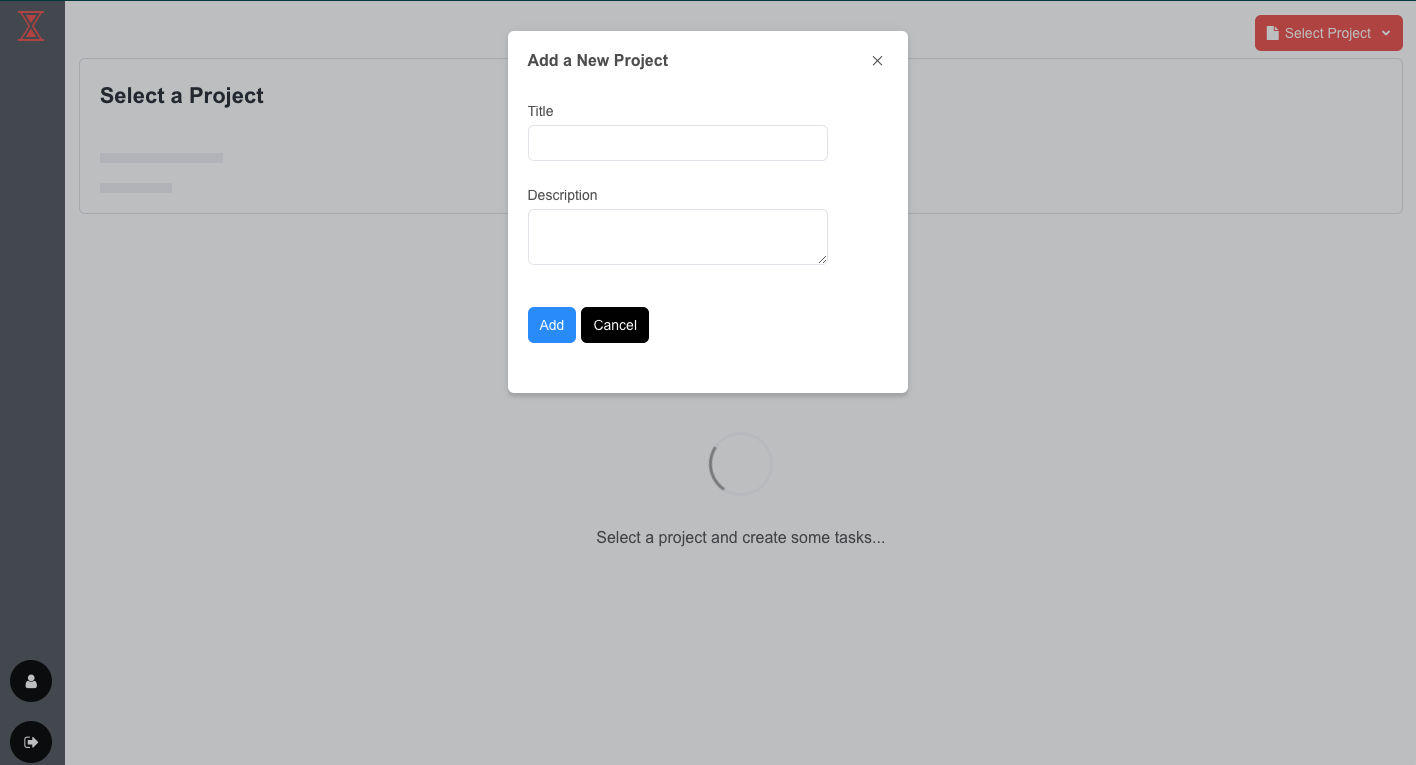 Select Project
Select a Project
Add a New Project
Title
Description
Add Cancel
Select a project and create some tasks...